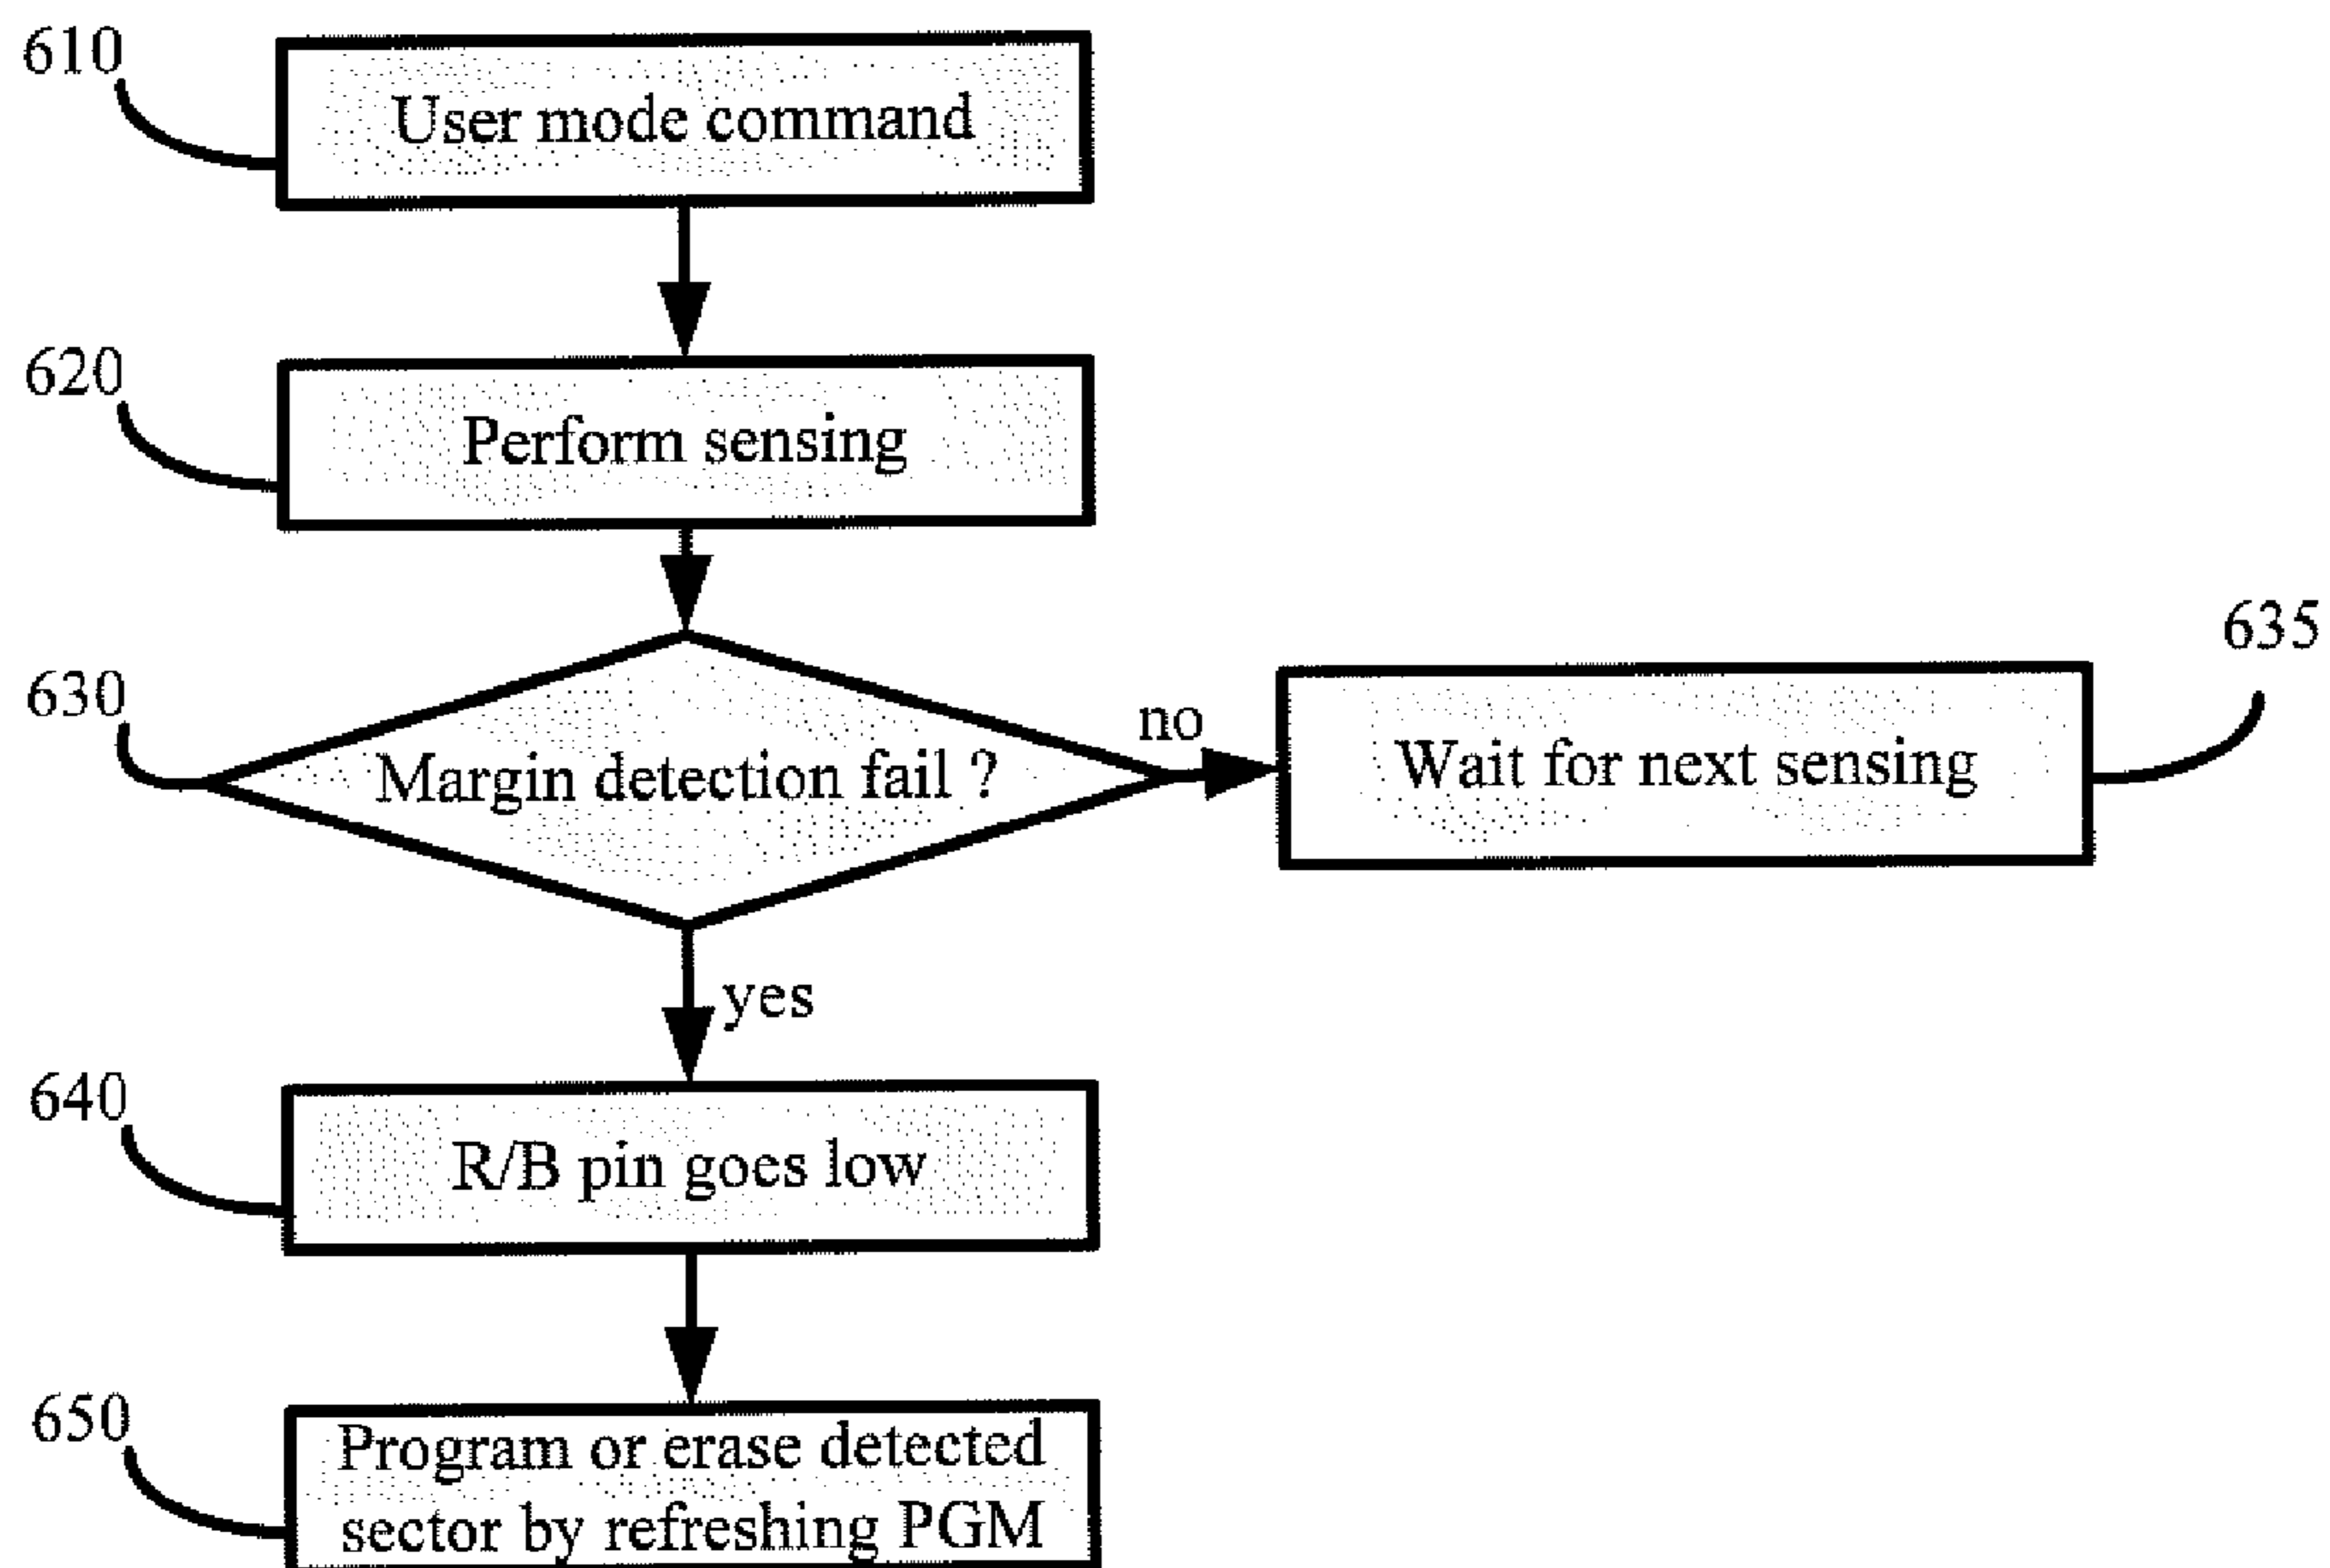 610
User mode command
620
Perform sensing
630
Margin detection fail ?
no
635
Wait for next sensing
yes
640
R/B pin goes low
650
Program or erase detected
sector by refreshing PGM